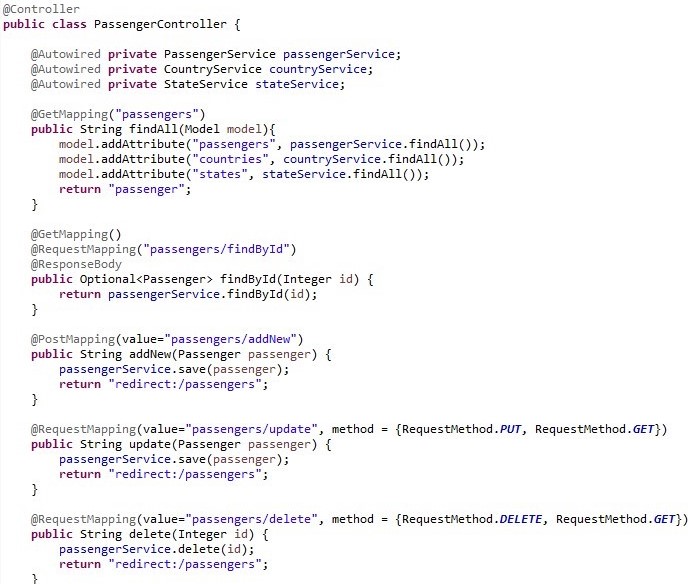 @Controller
public class PassengerController {
@Autowired private PassengerService passengerService;
@Autowired private CountryService countryService;
@Autowired private StateService stateService;
@GetMapping("passengers")
public String findAll(Model model){
model.addAttribute("passengers", passengerService.findAll());
model.addAttribute("countries", countryService.findAll());
model.addAttribute("states", stateService.findAll());
return "passenger";
}
@GetMapping()
@RequestMapping("passengers/findById")
@ResponseBody
public Optional<Passenger> findById(Integer id) {
return passengerService.findById(id);
}
@PostMapping(value="passengers/addNew")
public String addNew(Passenger passenger) {
passengerService.save(passenger);
return "redirect:/passengers";
}
@RequestMapping(value="passengers/update", method = {RequestMethod.PUT, RequestMethod.GET})
public String update(Passenger passenger) {
passengerService.save(passenger);
return "redirect:/passengers";
}
@RequestMapping(value="passengers/delete", method = {RequestMethod.DELETE, RequestMethod.GET})
public String delete(Integer id) {
passengerService.delete(id);
return "redirect:/passengers";
}